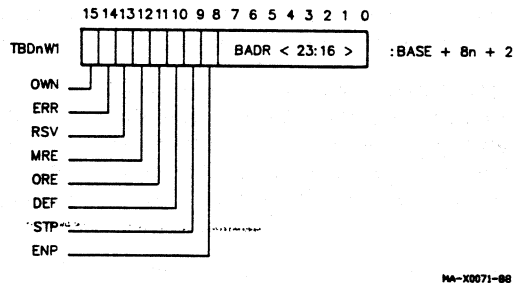 15 14 13 12 11 10 9 8 7 6 5 4 3 2 1 0
TBDnW1 BADR < 23:16 > :BASE + 8n + 2
OWN
ERR
RSV
MRE
ORE
DEF
STP
ENP
MA-X0071-88